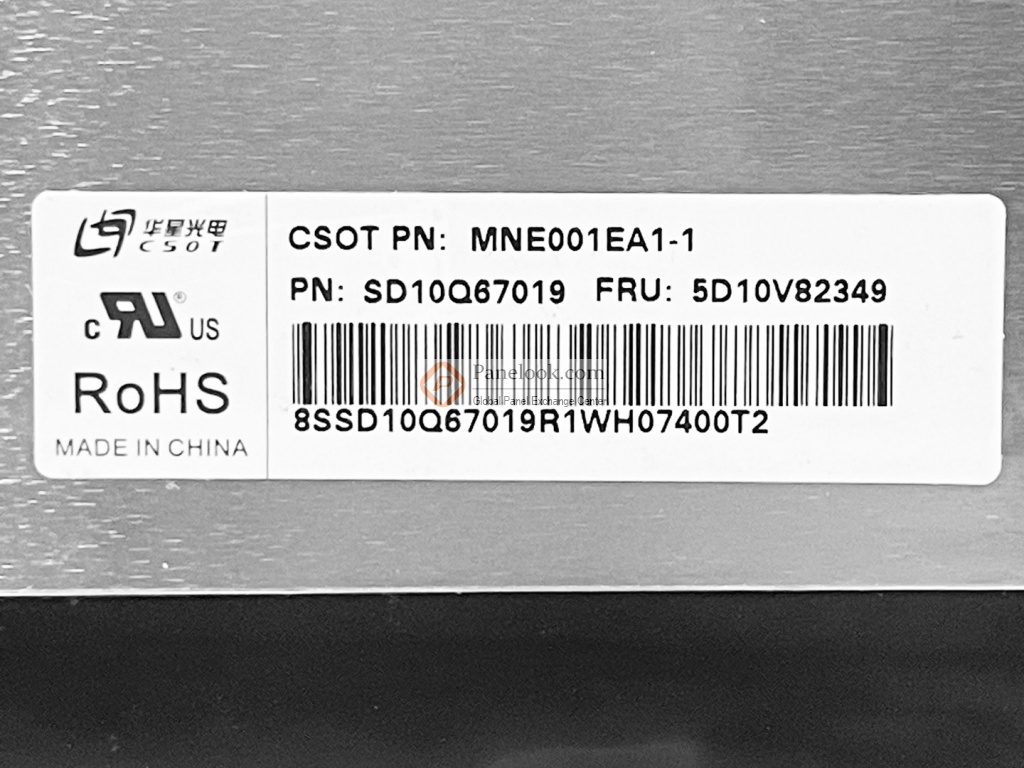 华星光电
CSOT
c RU ® US
RoHS
MADE IN CHINA
CSOT PN: MNE001EA1-1
PN: SD10Q67019 FRU: 5D10V82349
8SSD10Q67019R1WH07400T2
Panelook.com
Global Panel Exchange Center